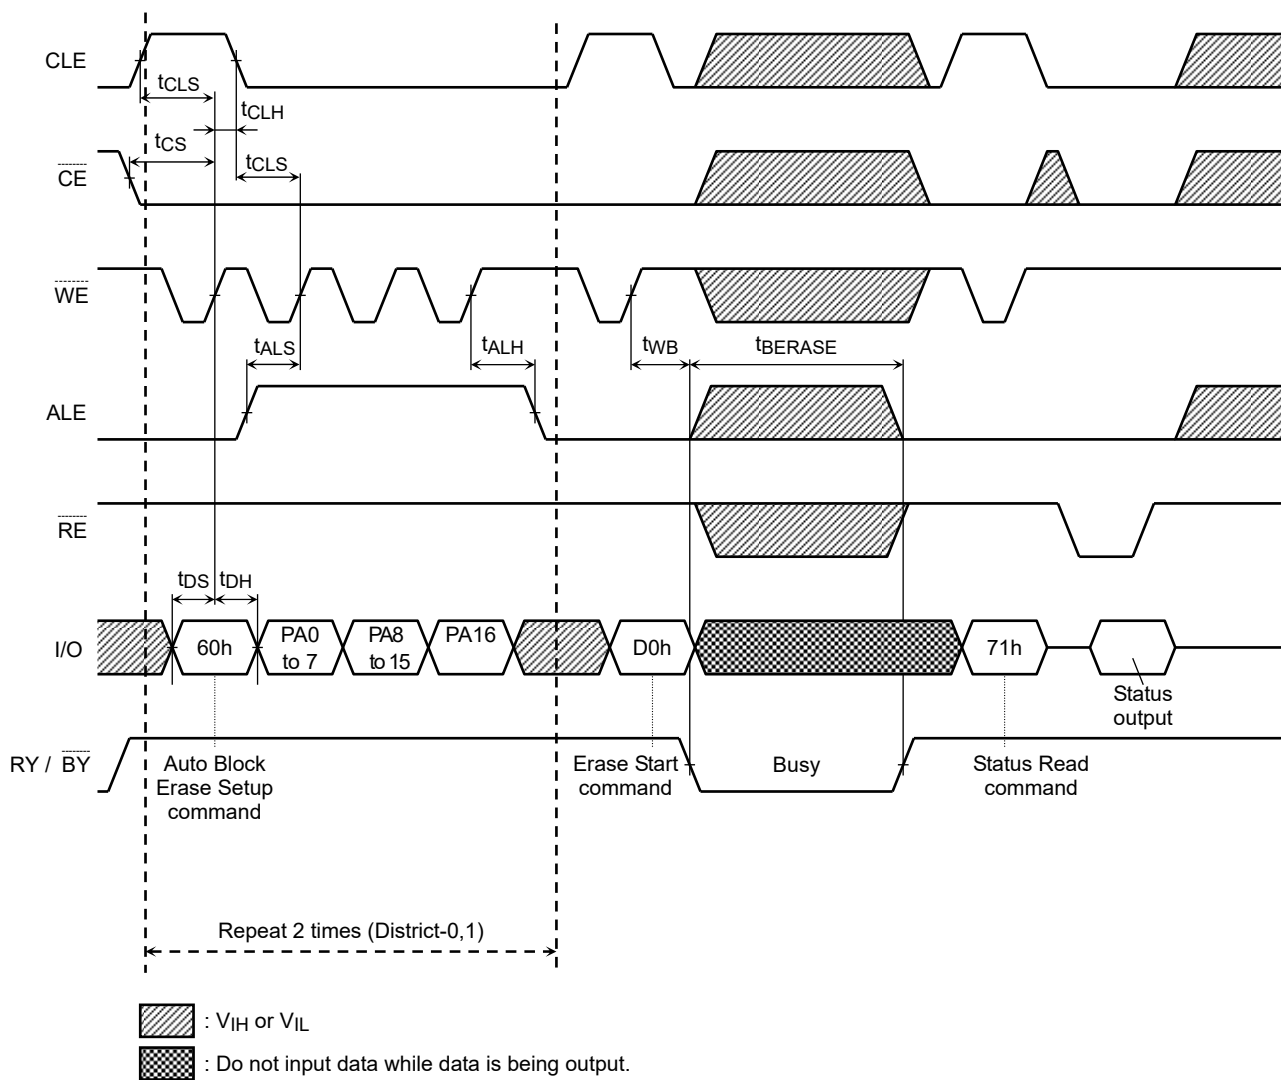 CLE
tCLS
tCLH
tCS
tCLS
CE
WE
tALS
tALH
tWB
tBERASE
ALE
RE
tDS
tDH
I/O
60h
PA0
to 7
PA8
to 15
PA16
D0h
71h
Status
output
RY / BY
Auto Block
Erase Setup
command
Erase Start
command
Busy
Status Read
command
Repeat 2 times (District-0,1)
: VIH or VIL
: Do not input data while data is being output.